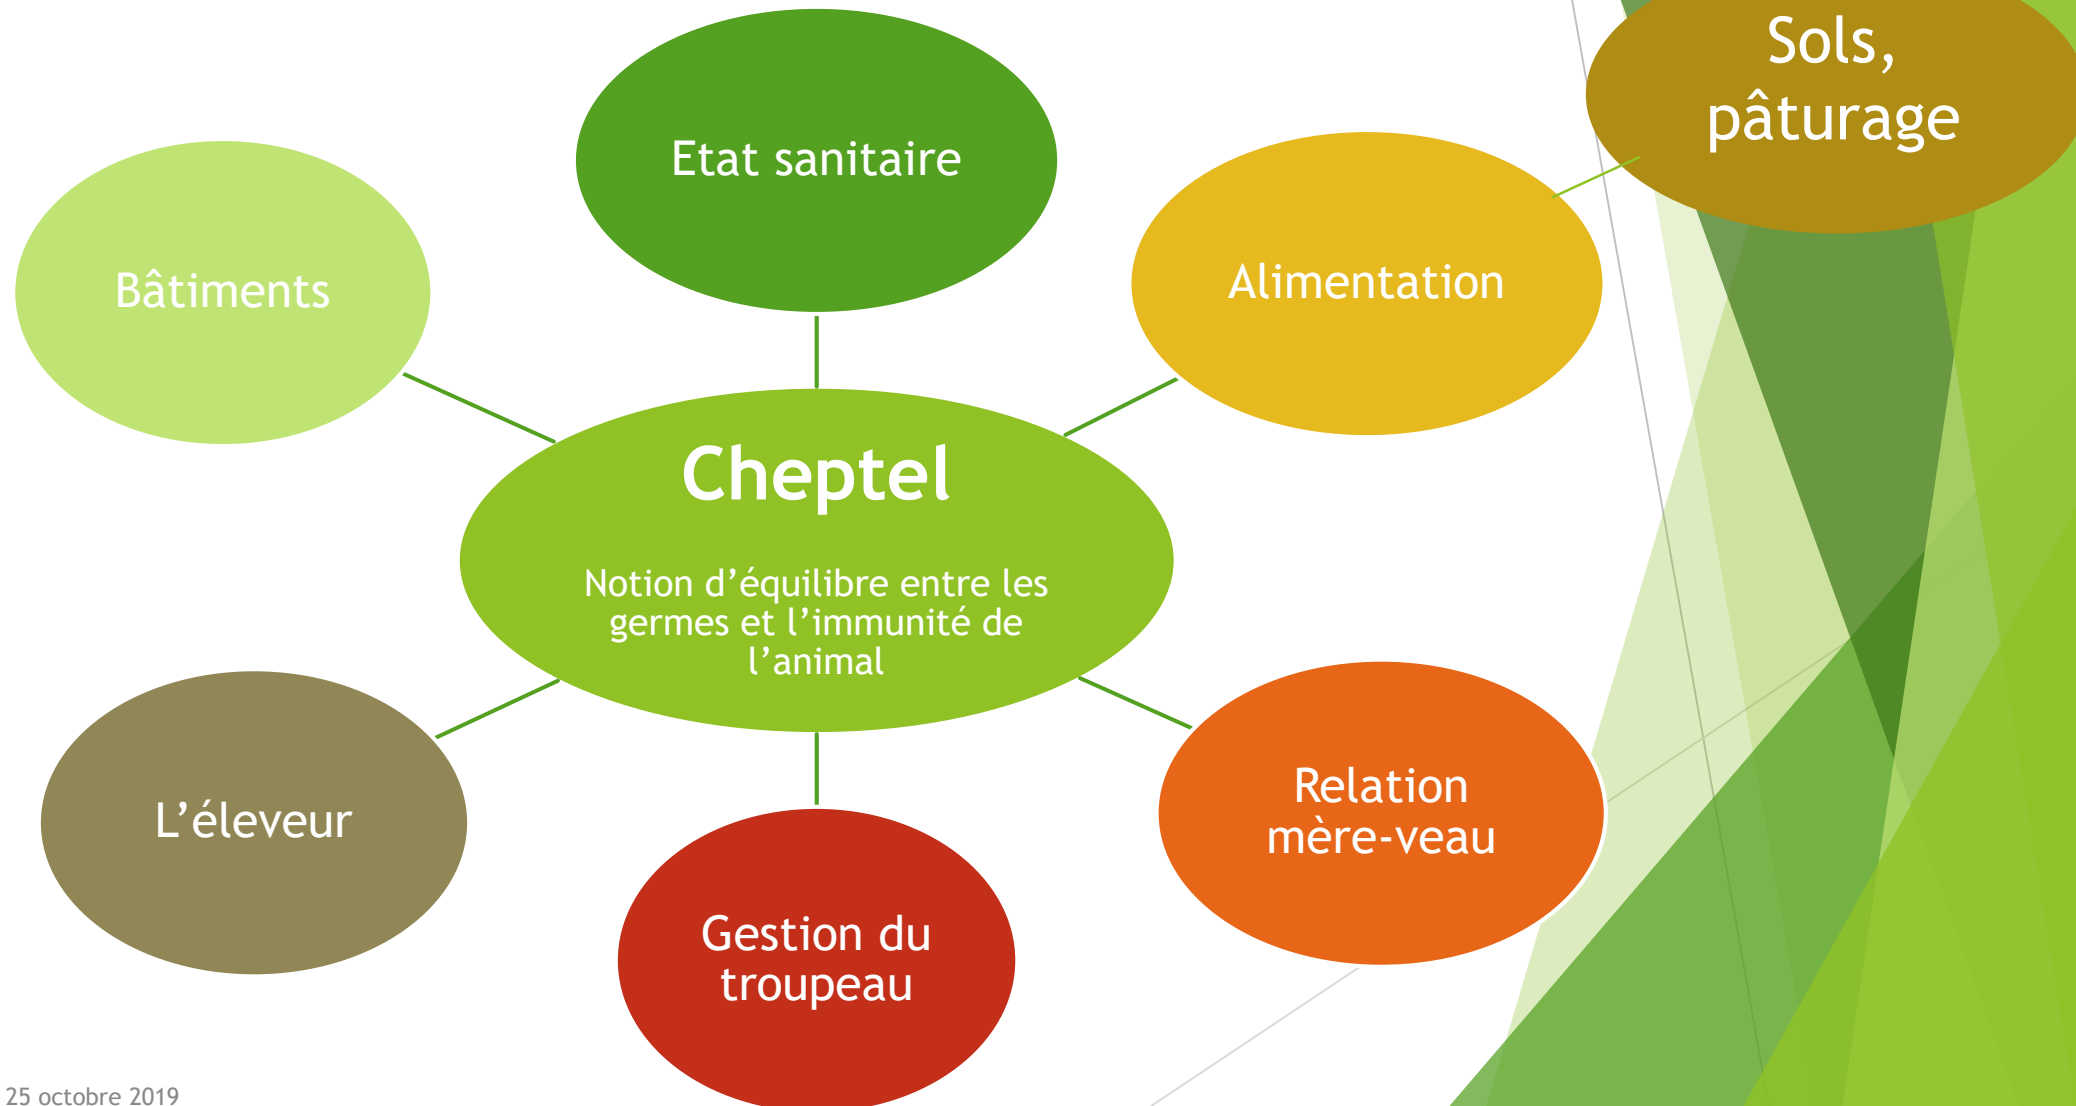 Sols,
pâturage
Etat sanitaire
Bâtiments
Alimentation
Cheptel
Notion d’équilibre entre les
germes et l’immunité de
l’animal
L’éleveur
Relation
mère-veau
Gestion du
troupeau
25 octobre 2019